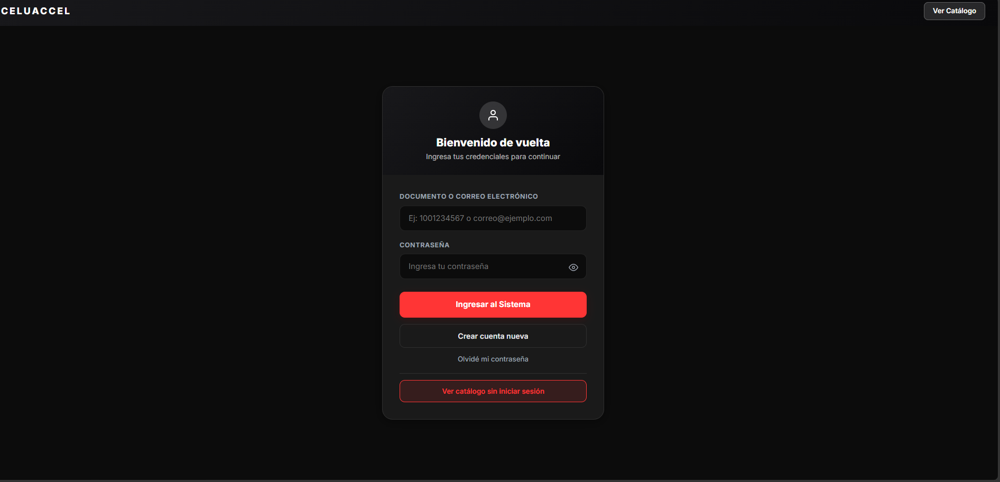 CELUACCEL
Ver Catálogo
Bienvenido de vuelta
Ingresa tus credenciales para continuar
DOCUMENTO O CORREO ELECTRÓNICO
Ej: 1001234567 o correo@ejemplo.com
CONTRASEÑA
Ingresa tu contraseña
Ingresar al Sistema
Crear cuenta nueva
Olvidé mi contraseña
Ver catálogo sin iniciar sesión